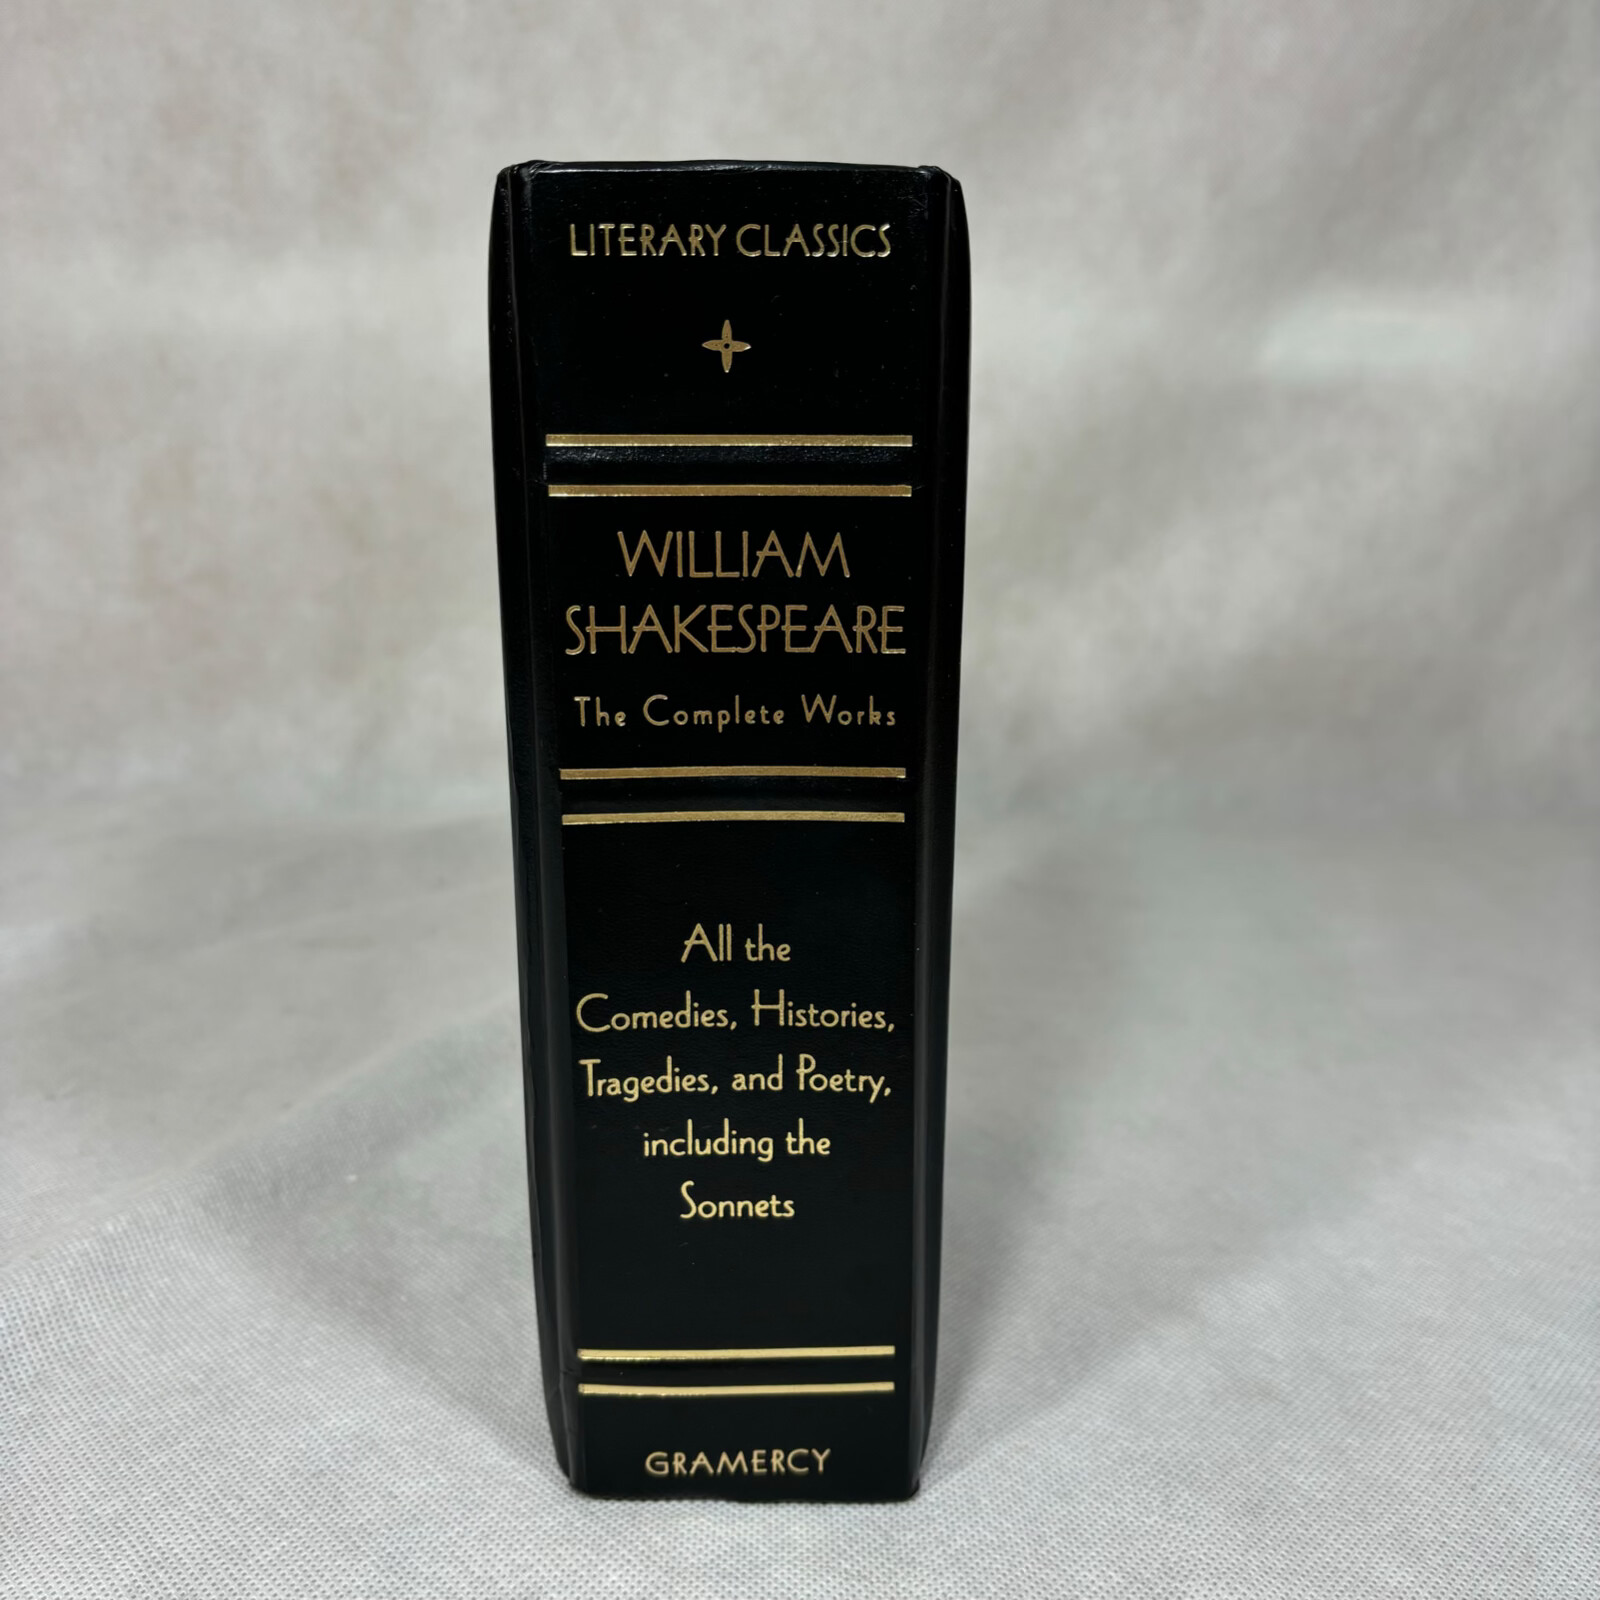 LITERARY CLASSICS
WILLIAM
SHAKESPEARE
The Complete Works
All the
Comedies, Histories,
Tragedies, and Poetry,
including the
Sonnets
GRAMERCY